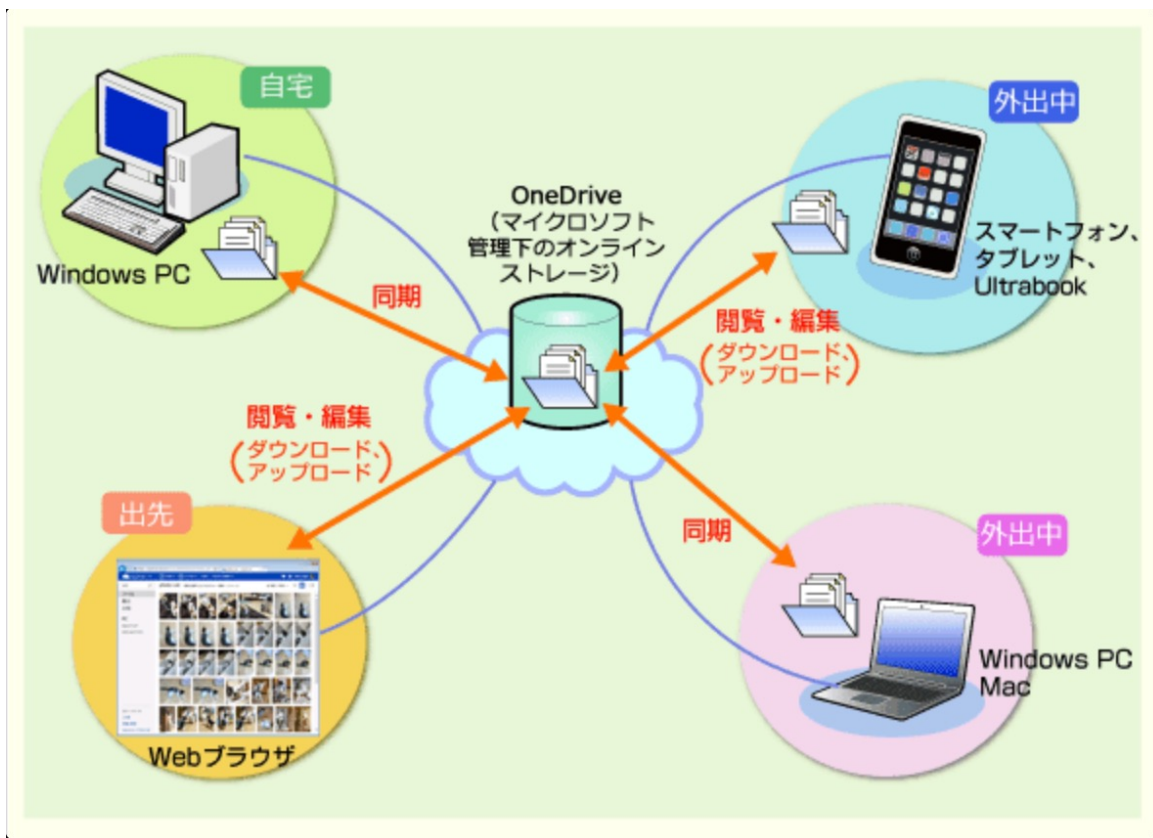 自宅
Windows PC
同期
OneDrive
(マイクロソフト
管理下のオンライン
ストレージ)
外出中
スマートフォン、
タブレット、
Ultrabook
閲覧・編集
(ダウンロード、
アップロード)
閲覧・編集
(ダウンロード、
アップロード)
出先
Webブラウザ
同期
外出中
Windows PC
Mac